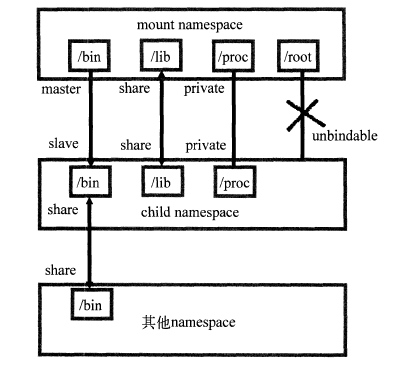 mount namespace
/bin /lib /proc /root
master share private
unbindable
slave share private
/bin /lib /proc
share child namespace
share
/bin
其他namespace